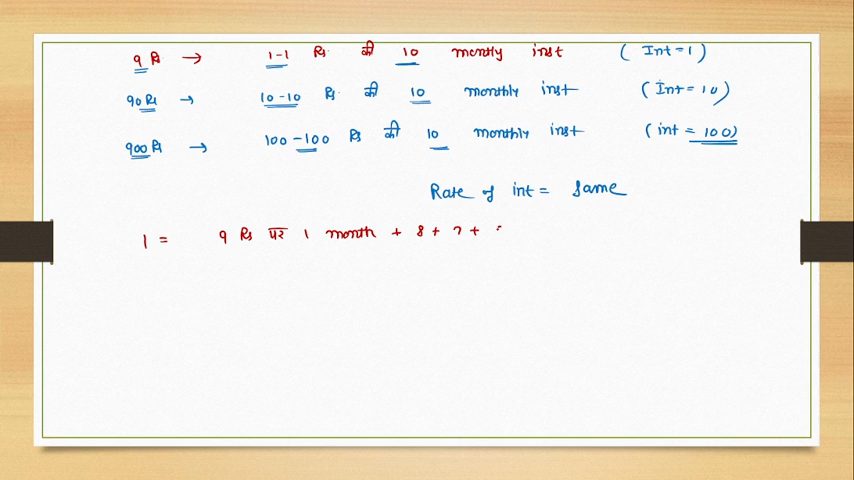 9 Rs → 1-1 Rs की 10 montly inst ( Int = 1 )
90 Rs → 10-10 Rs की 10 monthly inst ( Int = 10 )
900 Rs → 100-100 Rs की 10 monthly inst ( int = 100 )
Rate of int = Same
1 = 9 Rs पर 1 month + 8 + 7 +